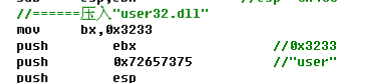 //======压入"user32.dll"
mov bx,0x3233
push ebx //0x3233
push 0x72657375 //"user"
push esp